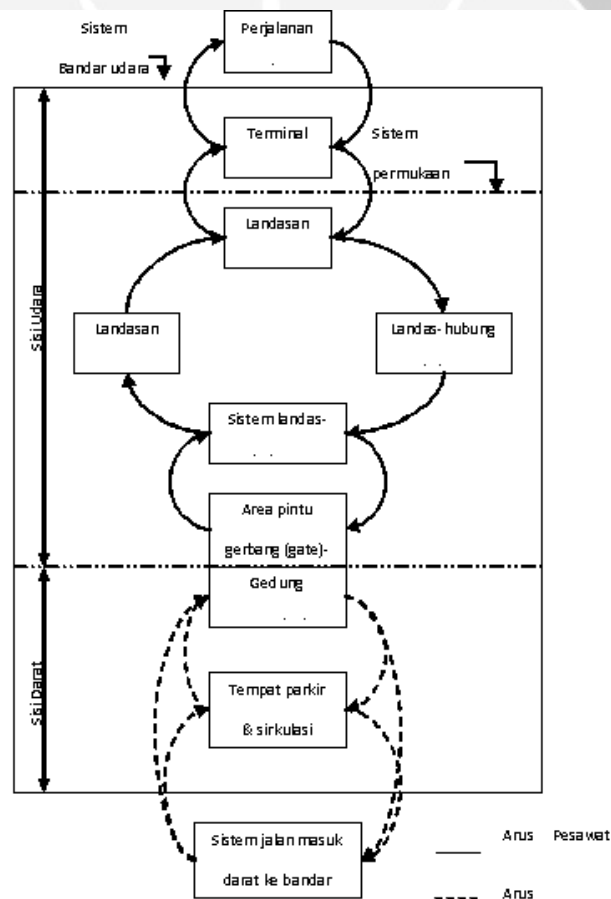 Sistem
Perjalanan
Bandar udara
Terminal
Sistem
permukaan
Landasan
Landasan
Landas-hubung
Sistem landas-
Area pintu
gerbang (gate)-
Gedung
Tempat parkir
& sirkulasi
Sistem jalan masuk
darat ke bandar
Sisi Udara
Sisi Darat
Arus Pesawat
Arus